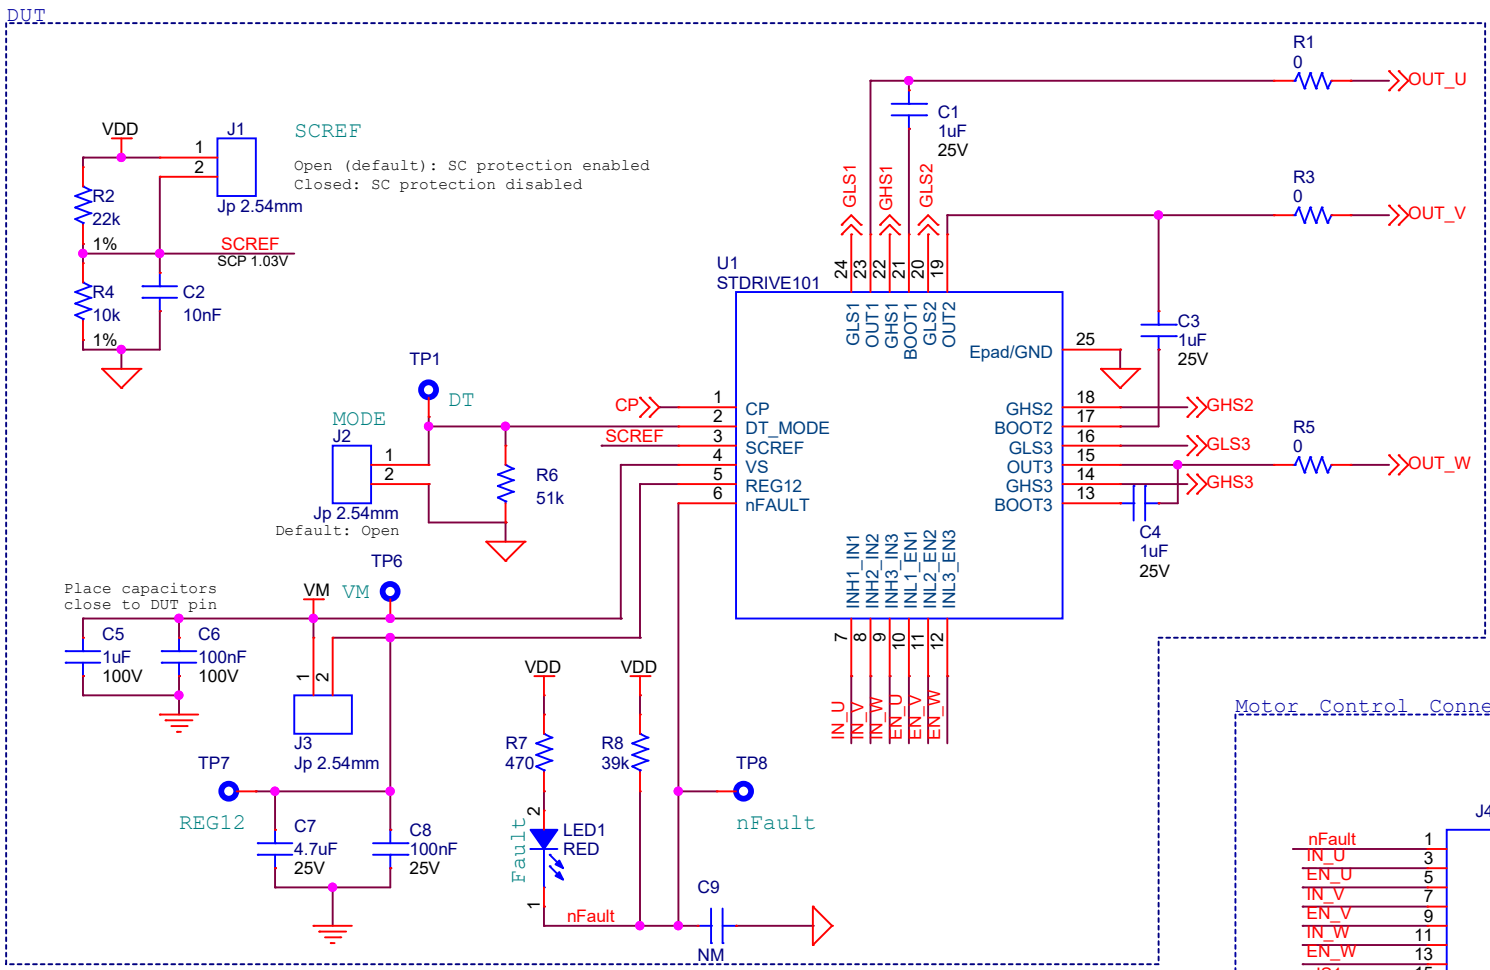 DUT
R1
0
OUT_U
C1
1uF
25V
VDD
J1
SCREF
1
2
Open (default): SC protection enabled
Closed: SC protection disabled
Jp 2.54mm
R2
22k
1%
SCREF
SCP 1.03V
R4
10k
1%
C2
10nF
GLS1
GHS1
GLS2
R3
0
OUT_V
24
23
22
21
20
19
U1
STDRIVE101
GLS1
OUT1
GHS1
BOOT1
GLS2
OUT2
Epad/GND
25
C3
1uF
25V
TP1
DT
MODE
J2
1
2
Jp 2.54mm
Default: Open
R6
51k
CP
SCREF
1
2
3
4
5
6
CP
DT_MODE
SCREF
VS
REG12
nFAULT
GHS2
BOOT2
GLS3
OUT3
GHS3
BOOT3
18
17
16
15
14
13
GHS2
GLS3
GHS3
R5
0
OUT_W
C4
1uF
25V
INH1_IN1
INH2_IN2
INH3_IN3
INL1_EN1
INL2_EN2
INL3_EN3
7
8
9
10
11
12
IN_U
IN_V
IN_W
EN_U
EN_V
EN_W
TP6
VM
VM
Place capacitors
close to DUT pin
C5
1uF
100V
C6
100nF
100V
1
2
J3
Jp 2.54mm
TP7
REG12
C7
4.7uF
25V
C8
100nF
25V
VDD
VDD
R7
470
R8
39k
TP8
nFault
2
Fault
LED1
RED
1
nFault
C9
NM
Motor Control Conne
J4
nFault
1
IN_U
3
EN_U
5
IN_V
7
EN_V
9
IN_W
11
EN_W
13
15